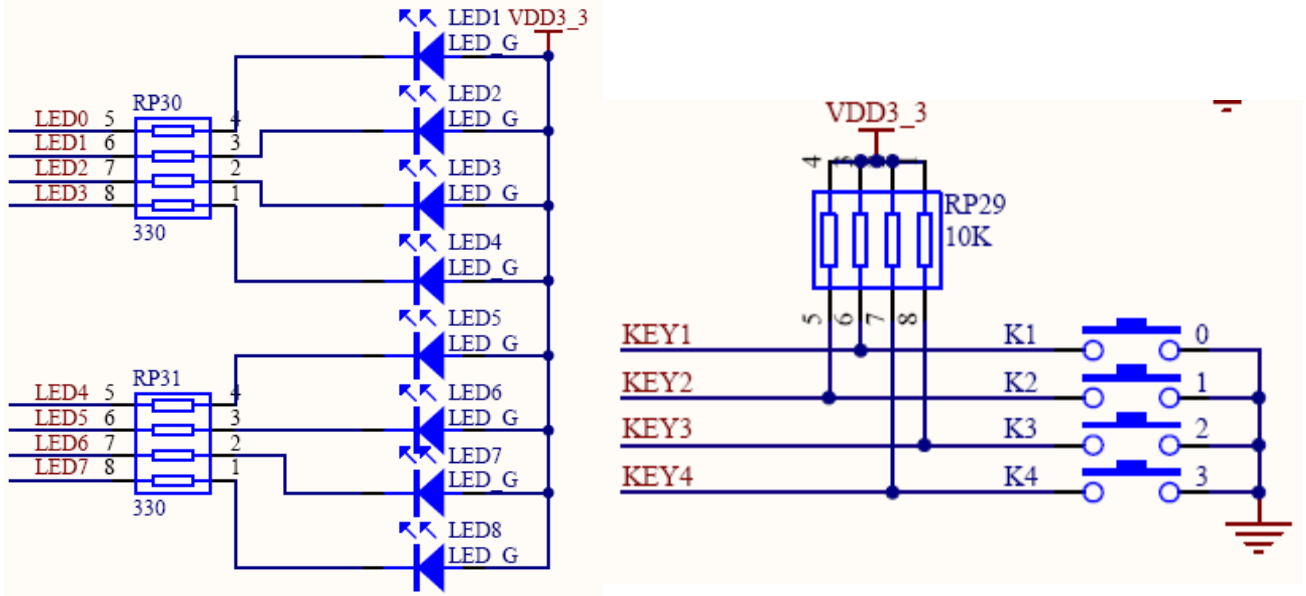 LED1 VDD3_3
LED_G
LED2
LED_G
RP30
LED0 5 4
LED1 6 3
LED2 7 2
LED3 8 1
330
LED3
LED_G
LED4
LED_G
LED5
LED_G
RP31
LED4 5 4
LED5 6 3
LED6 7 2
LED7 8 1
330
LED6
LED_G
LED7
LED_G
LED8
LED_G
VDD3_3
4
RP29
10K
5 6 7 8
KEY1 K1 0
KEY2 K2 1
KEY3 K3 2
KEY4 K4 3